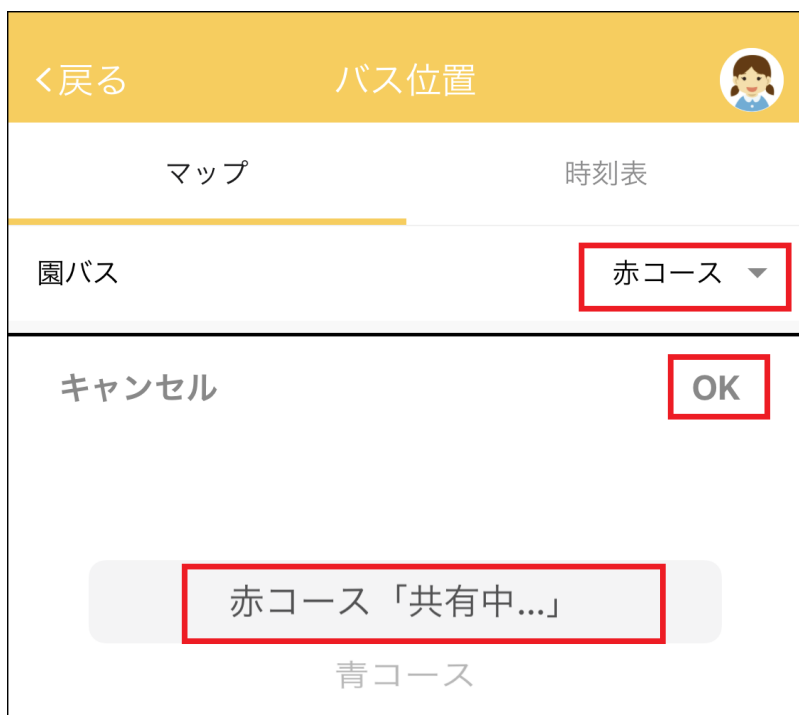 戻る バス位置
マップ 時刻表
園バス 赤コース
キャンセル OK
赤コース「共有中...」
青コース